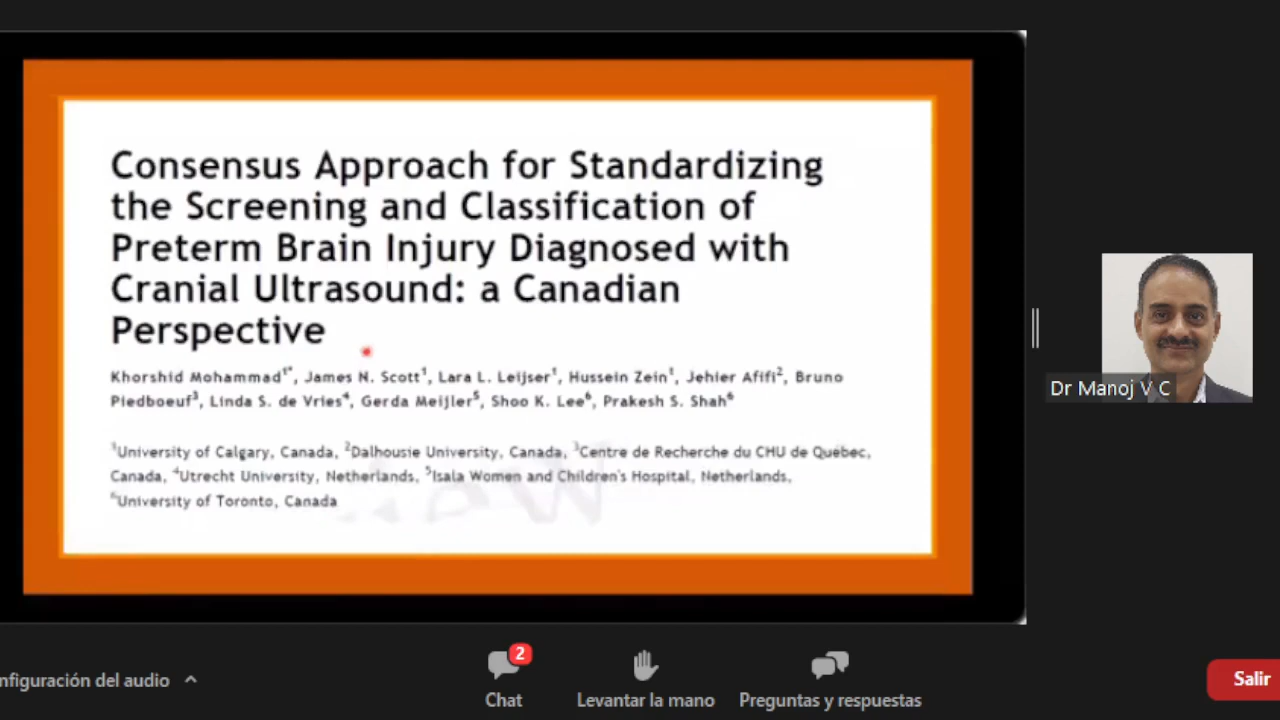 Consensus Approach for Standardizing
the Screening and Classification of
Preterm Brain Injury Diagnosed with
Cranial Ultrasound: a Canadian
Perspective
Khorshid Mohammad¹*, James N. Scott¹, Lara L. Leijser¹, Hussein Zein¹, Jehier Afifi², Bruno
Piedboeuf³, Linda S. de Vries⁴, Gerda Meijler⁵, Shoo K. Lee⁶, Prakesh S. Shah⁶
¹University of Calgary, Canada, ²Dalhousie University, Canada, ³Centre de Recherche du CHU de Québec,
Canada, ⁴Utrecht University, Netherlands, ⁵Isala Women and Children's Hospital, Netherlands,
⁶University of Toronto, Canada
Dr Manoj V C
nfiguración del audio
2
Chat
Levantar la mano
Preguntas y respuestas
Salir